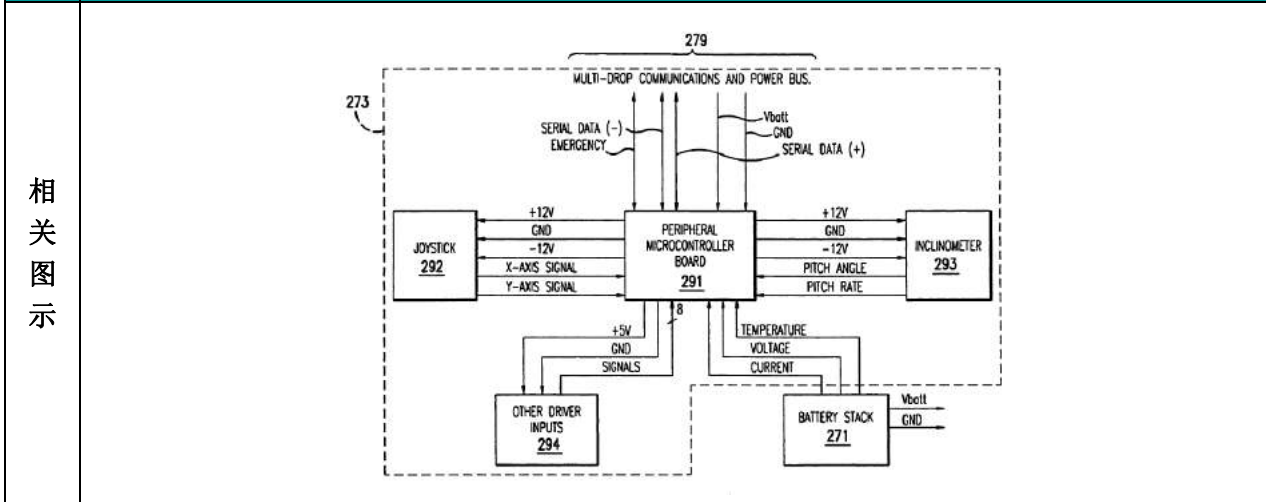 相
关
图
示
279
MULTI-DROP COMMUNICATIONS AND POWER BUS.
273
Vbatt
GND
SERIAL DATA (-)
EMERGENCY
SERIAL DATA (+)
JOYSTICK
292
+12V
GND
-12V
X-AXIS SIGNAL
Y-AXIS SIGNAL
PERIPHERAL
MICROCONTROLLER
BOARD
291
+12V
GND
-12V
PITCH ANGLE
PITCH RATE
INCLINOMETER
293
8
+5V
GND
SIGNALS
TEMPERATURE
VOLTAGE
CURRENT
OTHER DRIVER
INPUTS
294
BATTERY STACK
271
Vbatt
GND